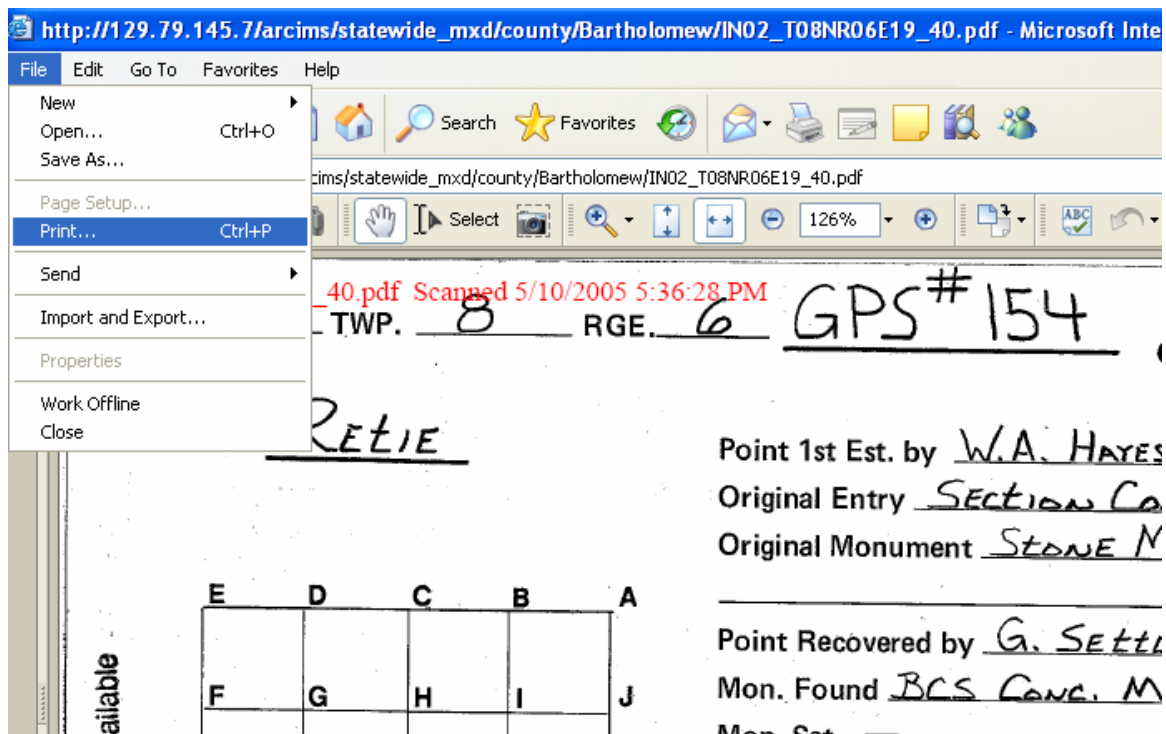 http://129.79.145.7/arcims/statewide_mxd/county/Bartholomew/IN02_T08NR06E19_40.pdf - Microsoft Inte
File Edit Go To Favorites Help
New
Open... Ctrl+O
Save As...
Page Setup...
Print... Ctrl+P
Send
Import and Export...
Properties
Work Offline
Close
Search Favorites
cims/statewide_mxd/county/Bartholomew/IN02_T08NR06E19_40.pdf
Select 126% ABC
_40.pdf Scanned 5/10/2005 5:36:28 PM
TWP. 8 RGE. 6 GPS# 154
Point 1st Est. by W.A. HAYES
Original Entry SECTION Co
Original Monument STONE M
E D C B A
Point Recovered by G. SEttL
F G H I J
Mon. Found BCS CONC. M
ailable
Mon. Set